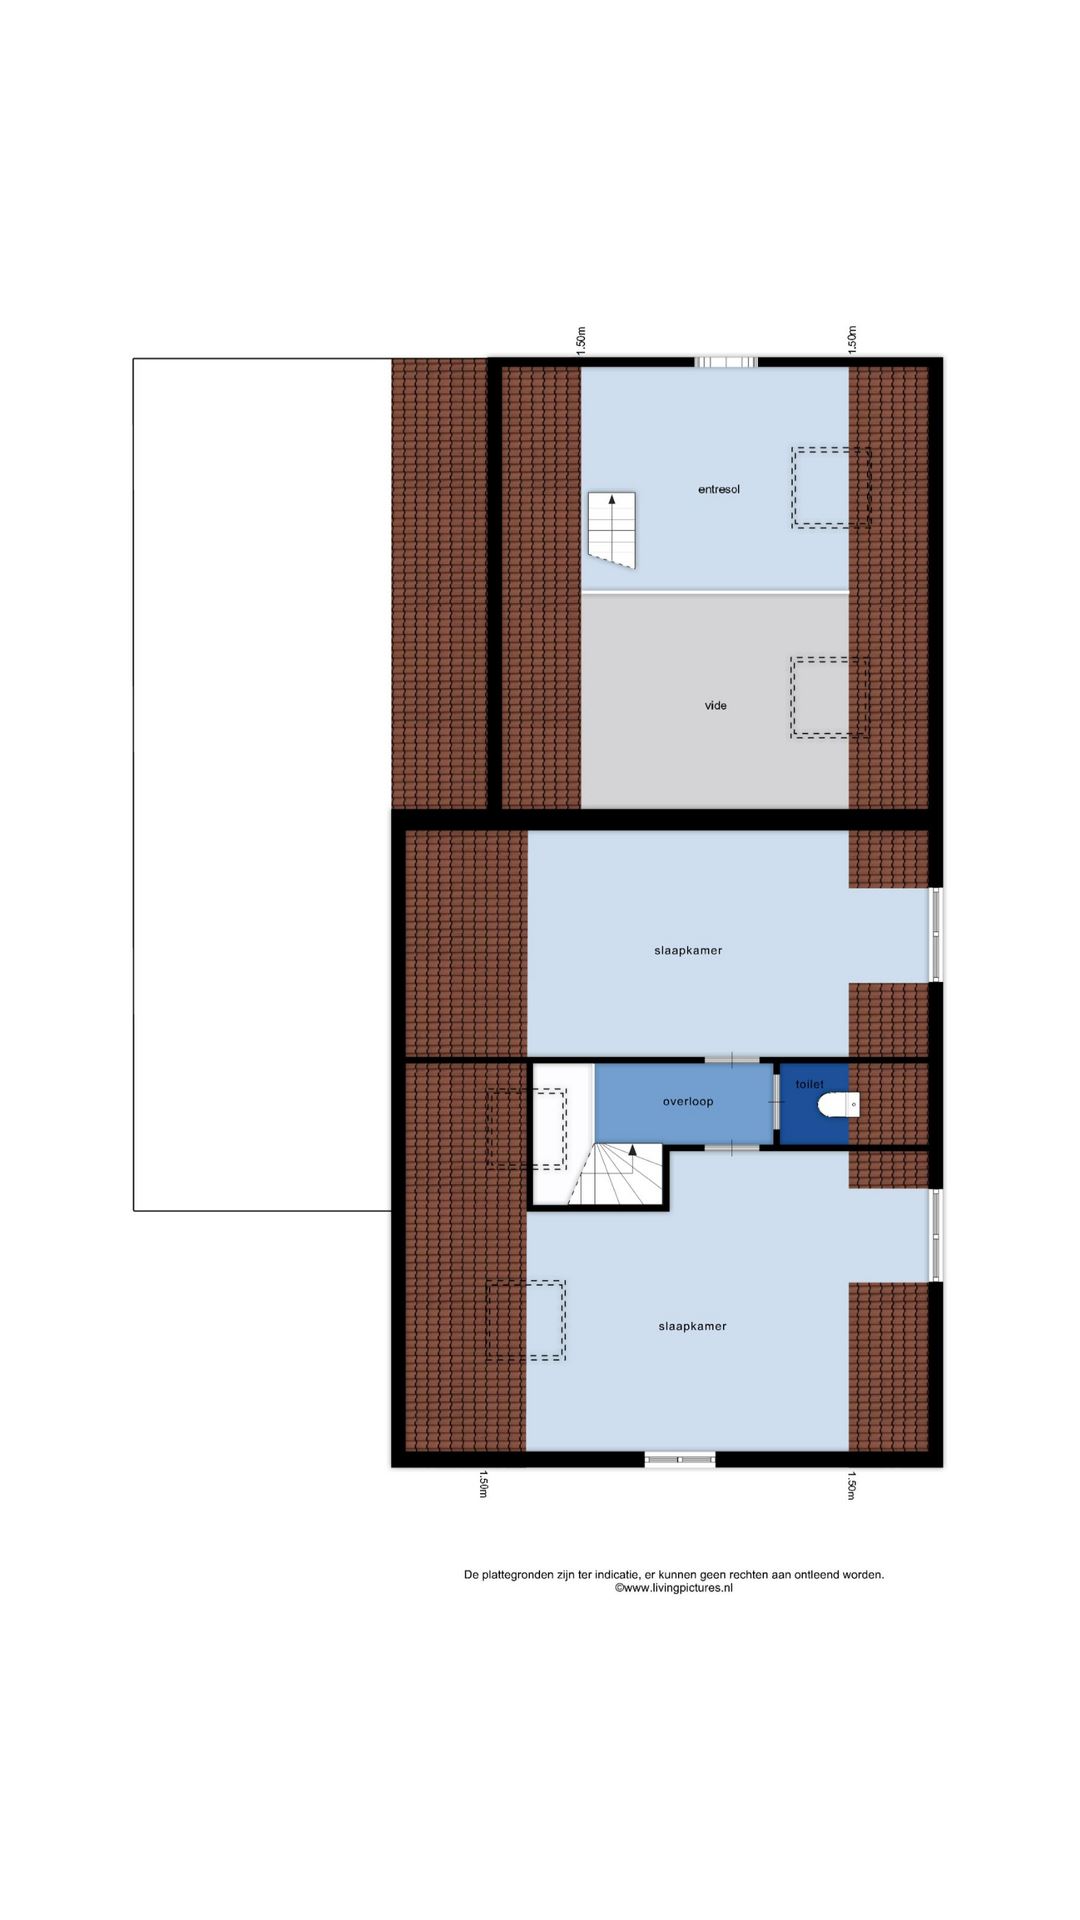 1.50m
1.50m
entresol
vide
slaapkamer
toilet
overloop
slaapkamer
1.50m
1.50m
De plattegronden zijn ter indicatie, er kunnen geen rechten aan ontleend worden.
©www.livingpictures.nl